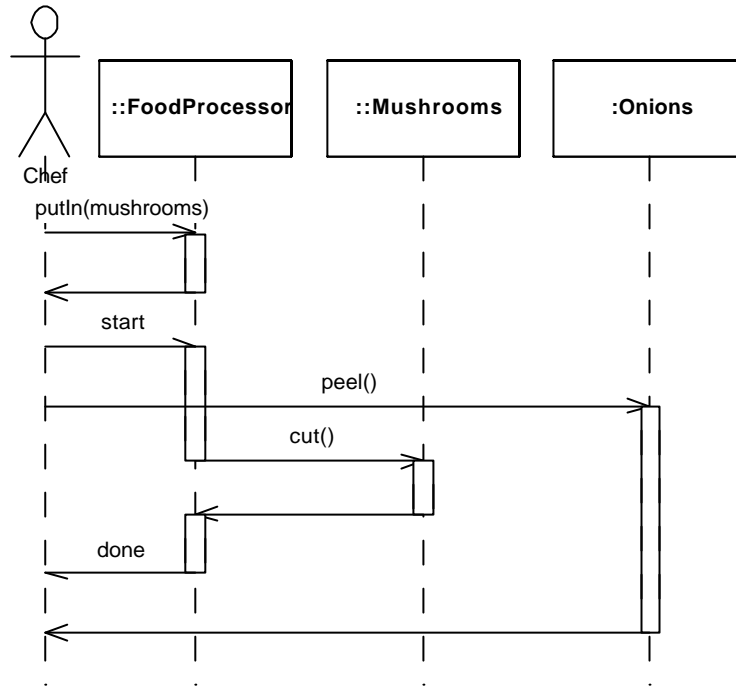 ::FoodProcessor
::Mushrooms
:Onions
Chef
putIn(mushrooms)
start
peel()
cut()
done